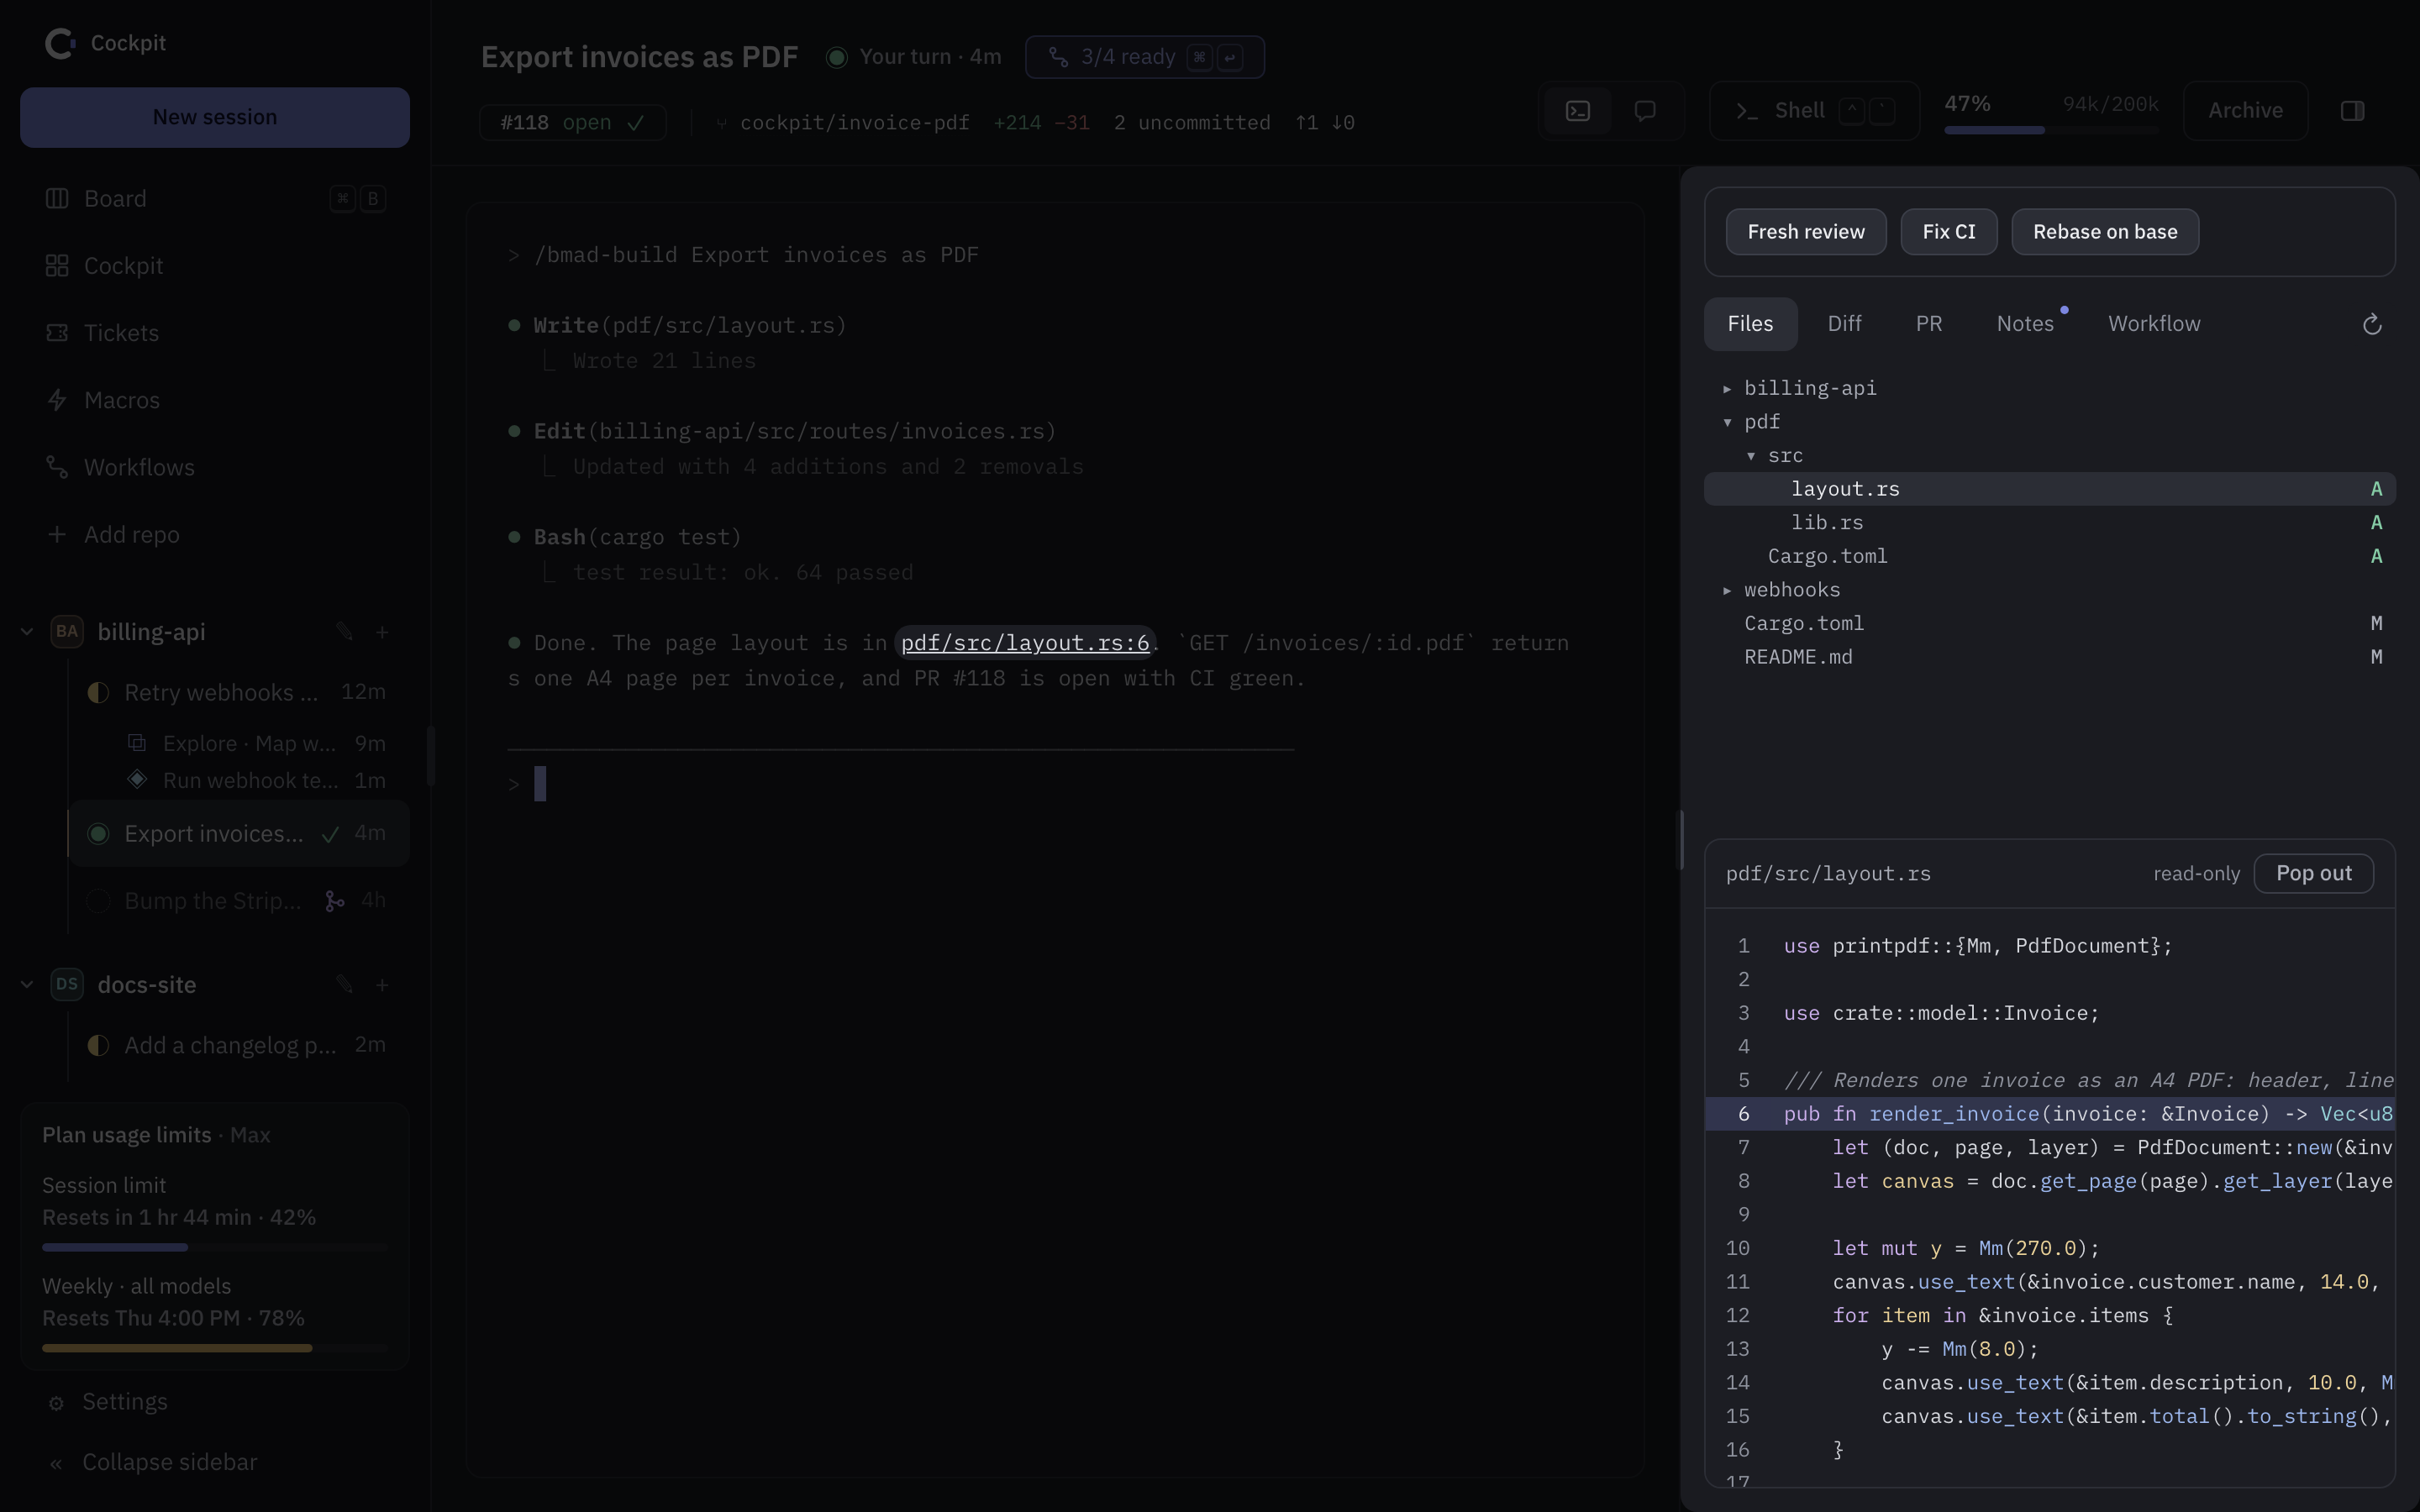 Cockpit
New session
Board ⌘ B
Cockpit
Tickets
Macros
Workflows
Add repo
BA billing-api
Retry webhooks ... 12m
Explore · Map w... 9m
Run webhook te... 1m
Export invoices... ✓ 4m
Bump the Strip... 4h
DS docs-site
Add a changelog p... 2m
Plan usage limits · Max
Session limit
Resets in 1 hr 44 min · 42%
Weekly · all models
Resets Thu 4:00 PM · 78%
Settings
« Collapse sidebar
Export invoices as PDF Your turn · 4m 3/4 ready ⌘ ↩
#118 open ✓ cockpit/invoice-pdf +214 −31 2 uncommitted ↑1 ↓0
Shell ^ ` 47% 94k/200k Archive
> /bmad-build Export invoices as PDF
● Write(pdf/src/layout.rs)
⎿ Wrote 21 lines
● Edit(billing-api/src/routes/invoices.rs)
⎿ Updated with 4 additions and 2 removals
● Bash(cargo test)
⎿ test result: ok. 64 passed
● Done. The page layout is in pdf/src/layout.rs:6. `GET /invoices/:id.pdf` return
s one A4 page per invoice, and PR #118 is open with CI green.
>
Fresh review Fix CI Rebase on base
Files Diff PR Notes Workflow
▸ billing-api
▾ pdf
▾ src
layout.rs A
lib.rs A
Cargo.toml A
▸ webhooks
Cargo.toml M
README.md M
pdf/src/layout.rs read-only Pop out
1 use printpdf::{Mm, PdfDocument};
2
3 use crate::model::Invoice;
4
5 /// Renders one invoice as an A4 PDF: header, line
6 pub fn render_invoice(invoice: &Invoice) -> Vec<u8
7 let (doc, page, layer) = PdfDocument::new(&inv
8 let canvas = doc.get_page(page).get_layer(laye
9
10 let mut y = Mm(270.0);
11 canvas.use_text(&invoice.customer.name, 14.0,
12 for item in &invoice.items {
13 y -= Mm(8.0);
14 canvas.use_text(&item.description, 10.0, M
15 canvas.use_text(&item.total().to_string(),
16 }
17